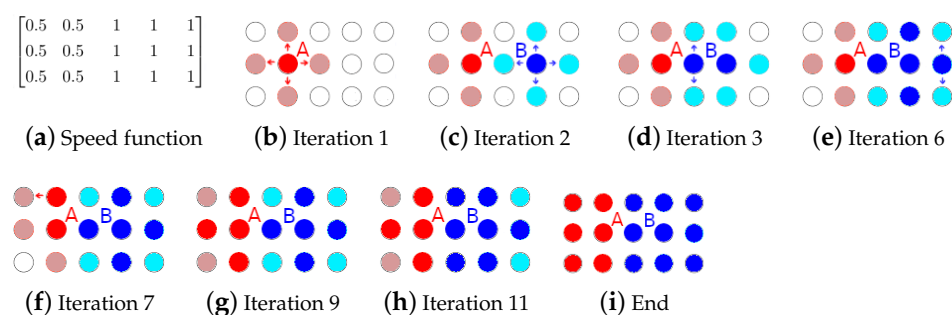 0.5 0.5 1 1 1
0.5 0.5 1 1 1
0.5 0.5 1 1 1
A
A B
A B
A B
(a) Speed function
(b) Iteration 1
(c) Iteration 2
(d) Iteration 3
(e) Iteration 6
A B
A B
A B
A B
(f) Iteration 7
(g) Iteration 9
(h) Iteration 11
(i) End